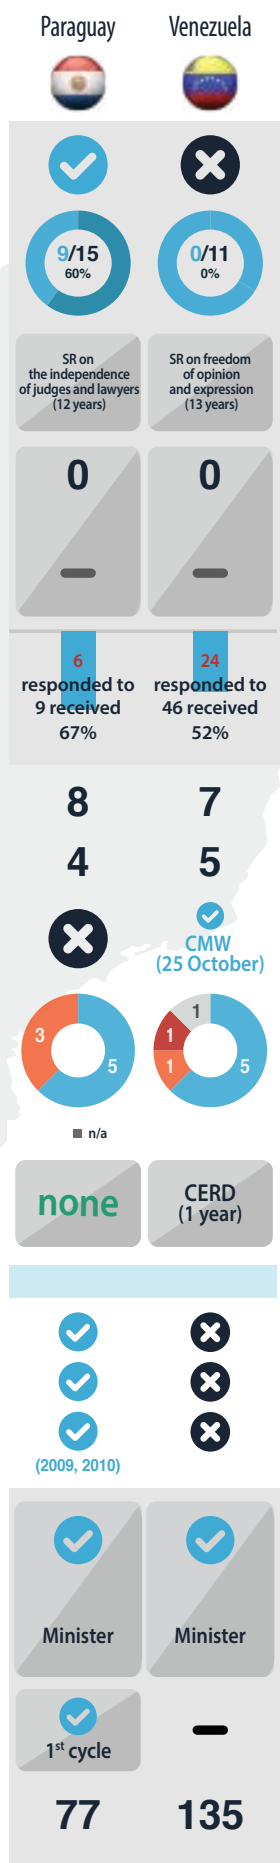 Paraguay Venezuela
9/15 0/11
60% 0%
SR on SR on freedom
the independence of opinion
of judges and lawyers and expression
(12 years) (13 years)
0 0
6 24
responded to responded to
9 received 46 received
67% 52%
8 7
4 5
CMW
(25 October)
3 5 1 1 1 5
n/a
none CERD
(1 year)
(2009, 2010)
Minister Minister
1st cycle
77 135